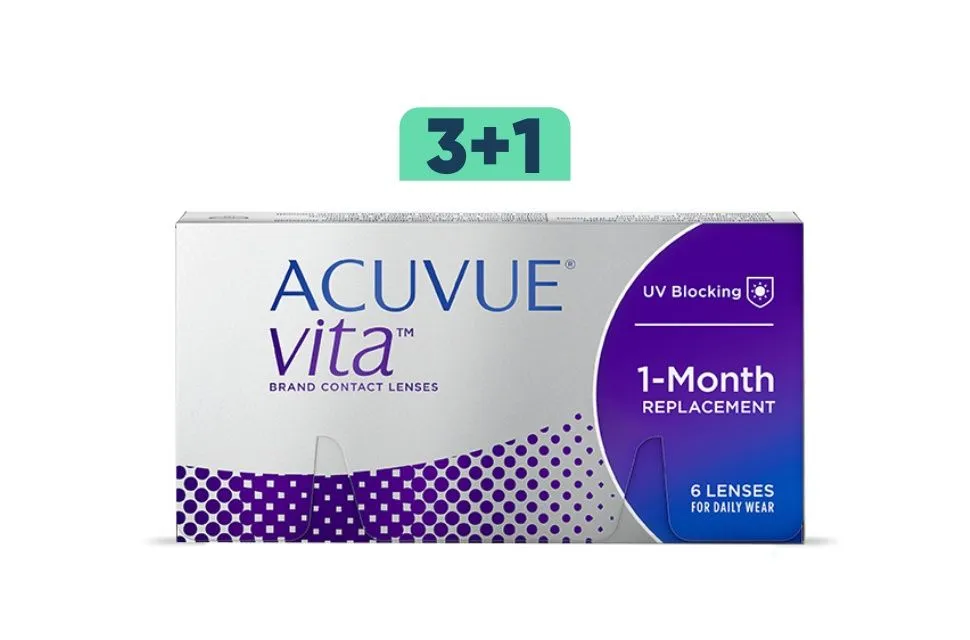 3+1
ACUVUE®
vita™
BRAND CONTACT LENSES
UV Blocking
1-Month
REPLACEMENT
6 LENSES
FOR DAILY WEAR